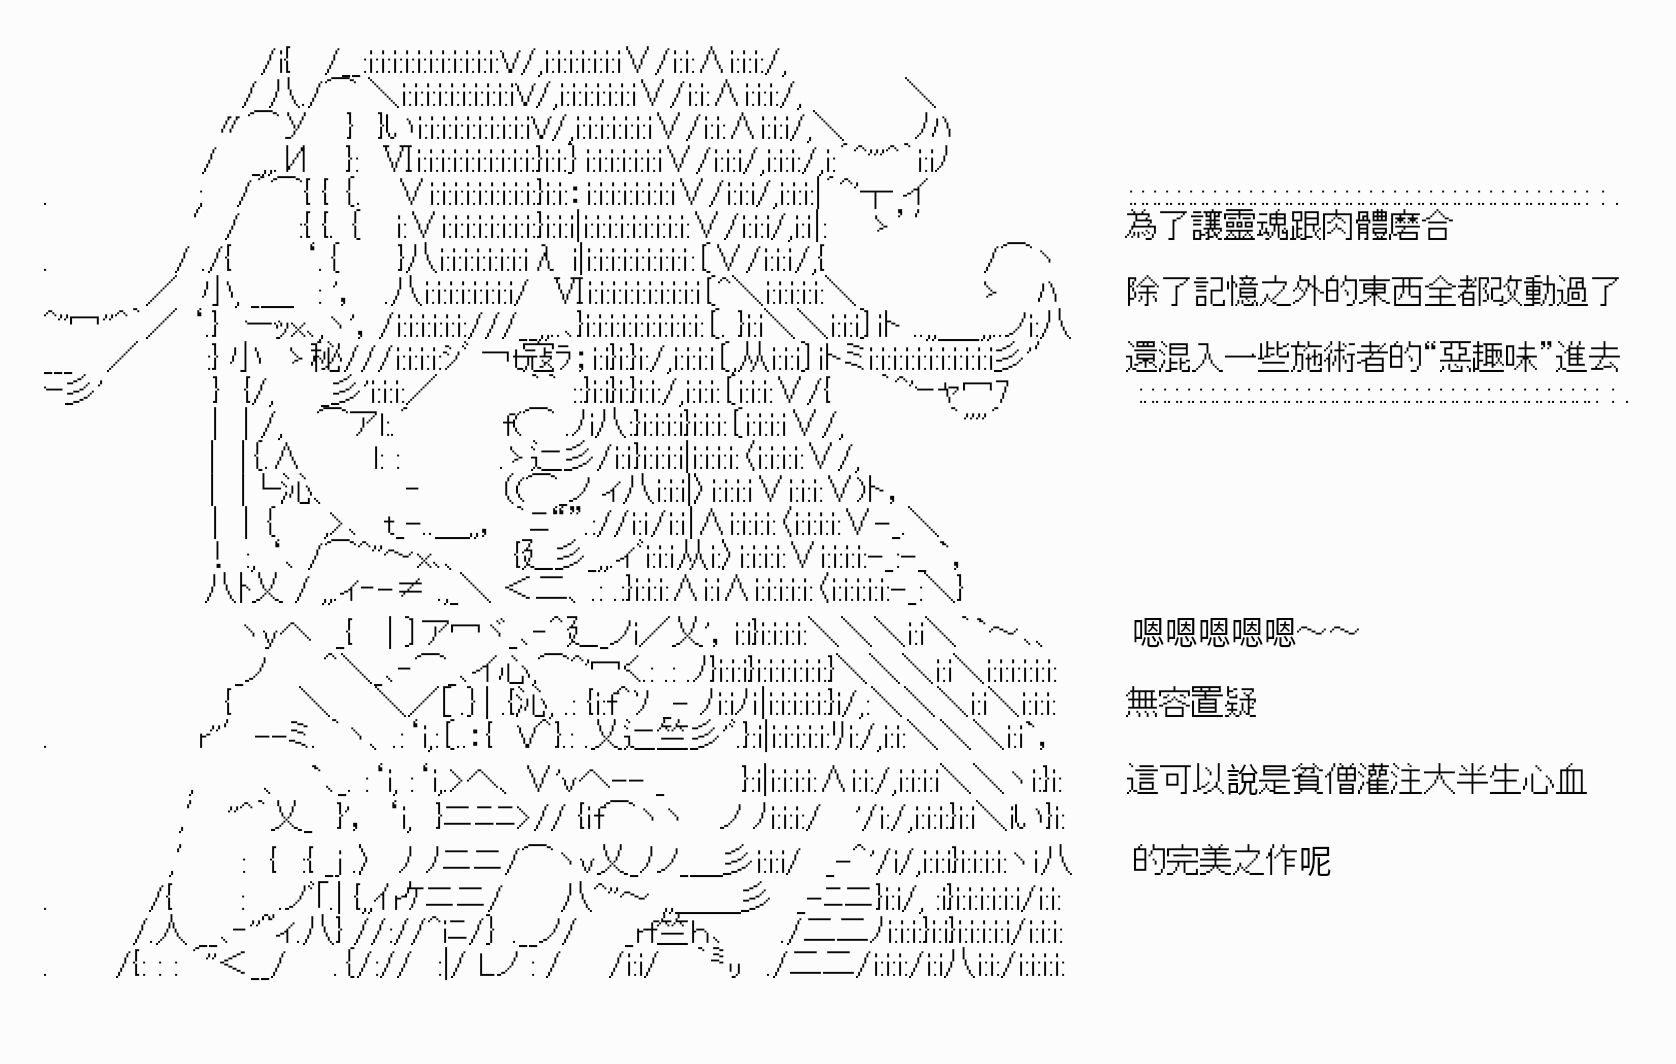 為了讓靈魂跟肉體磨合
除了記憶之外的東西全都改動過了
還混入一些施術者的“惡趣味”進去
嗯嗯嗯嗯嗯～～
無容置疑
這可以說是貧僧灌注大半生心血
的完美之作呢